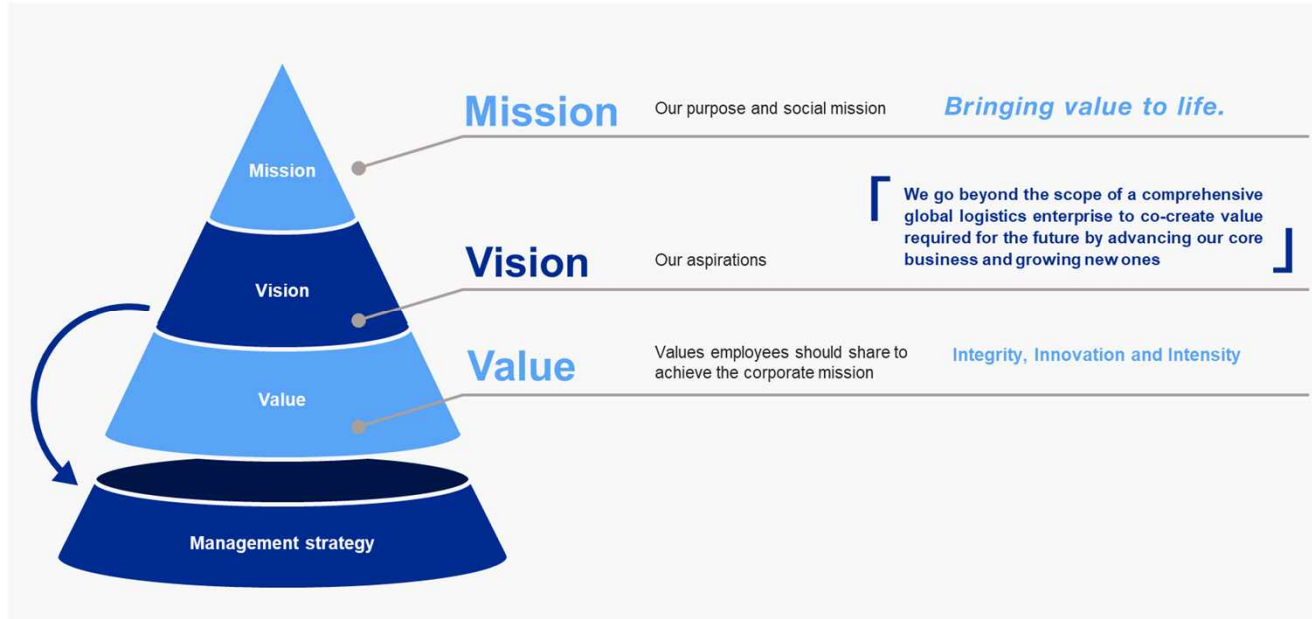 Mission
Vision
Value
Management strategy
Mission
Our purpose and social mission
Bringing value to life.
Vision
Our aspirations
「
We go beyond the scope of a comprehensive
global logistics enterprise to co-create value
required for the future by advancing our core
business and growing new ones
」
Value
Values employees should share to
achieve the corporate mission
Integrity, Innovation and Intensity